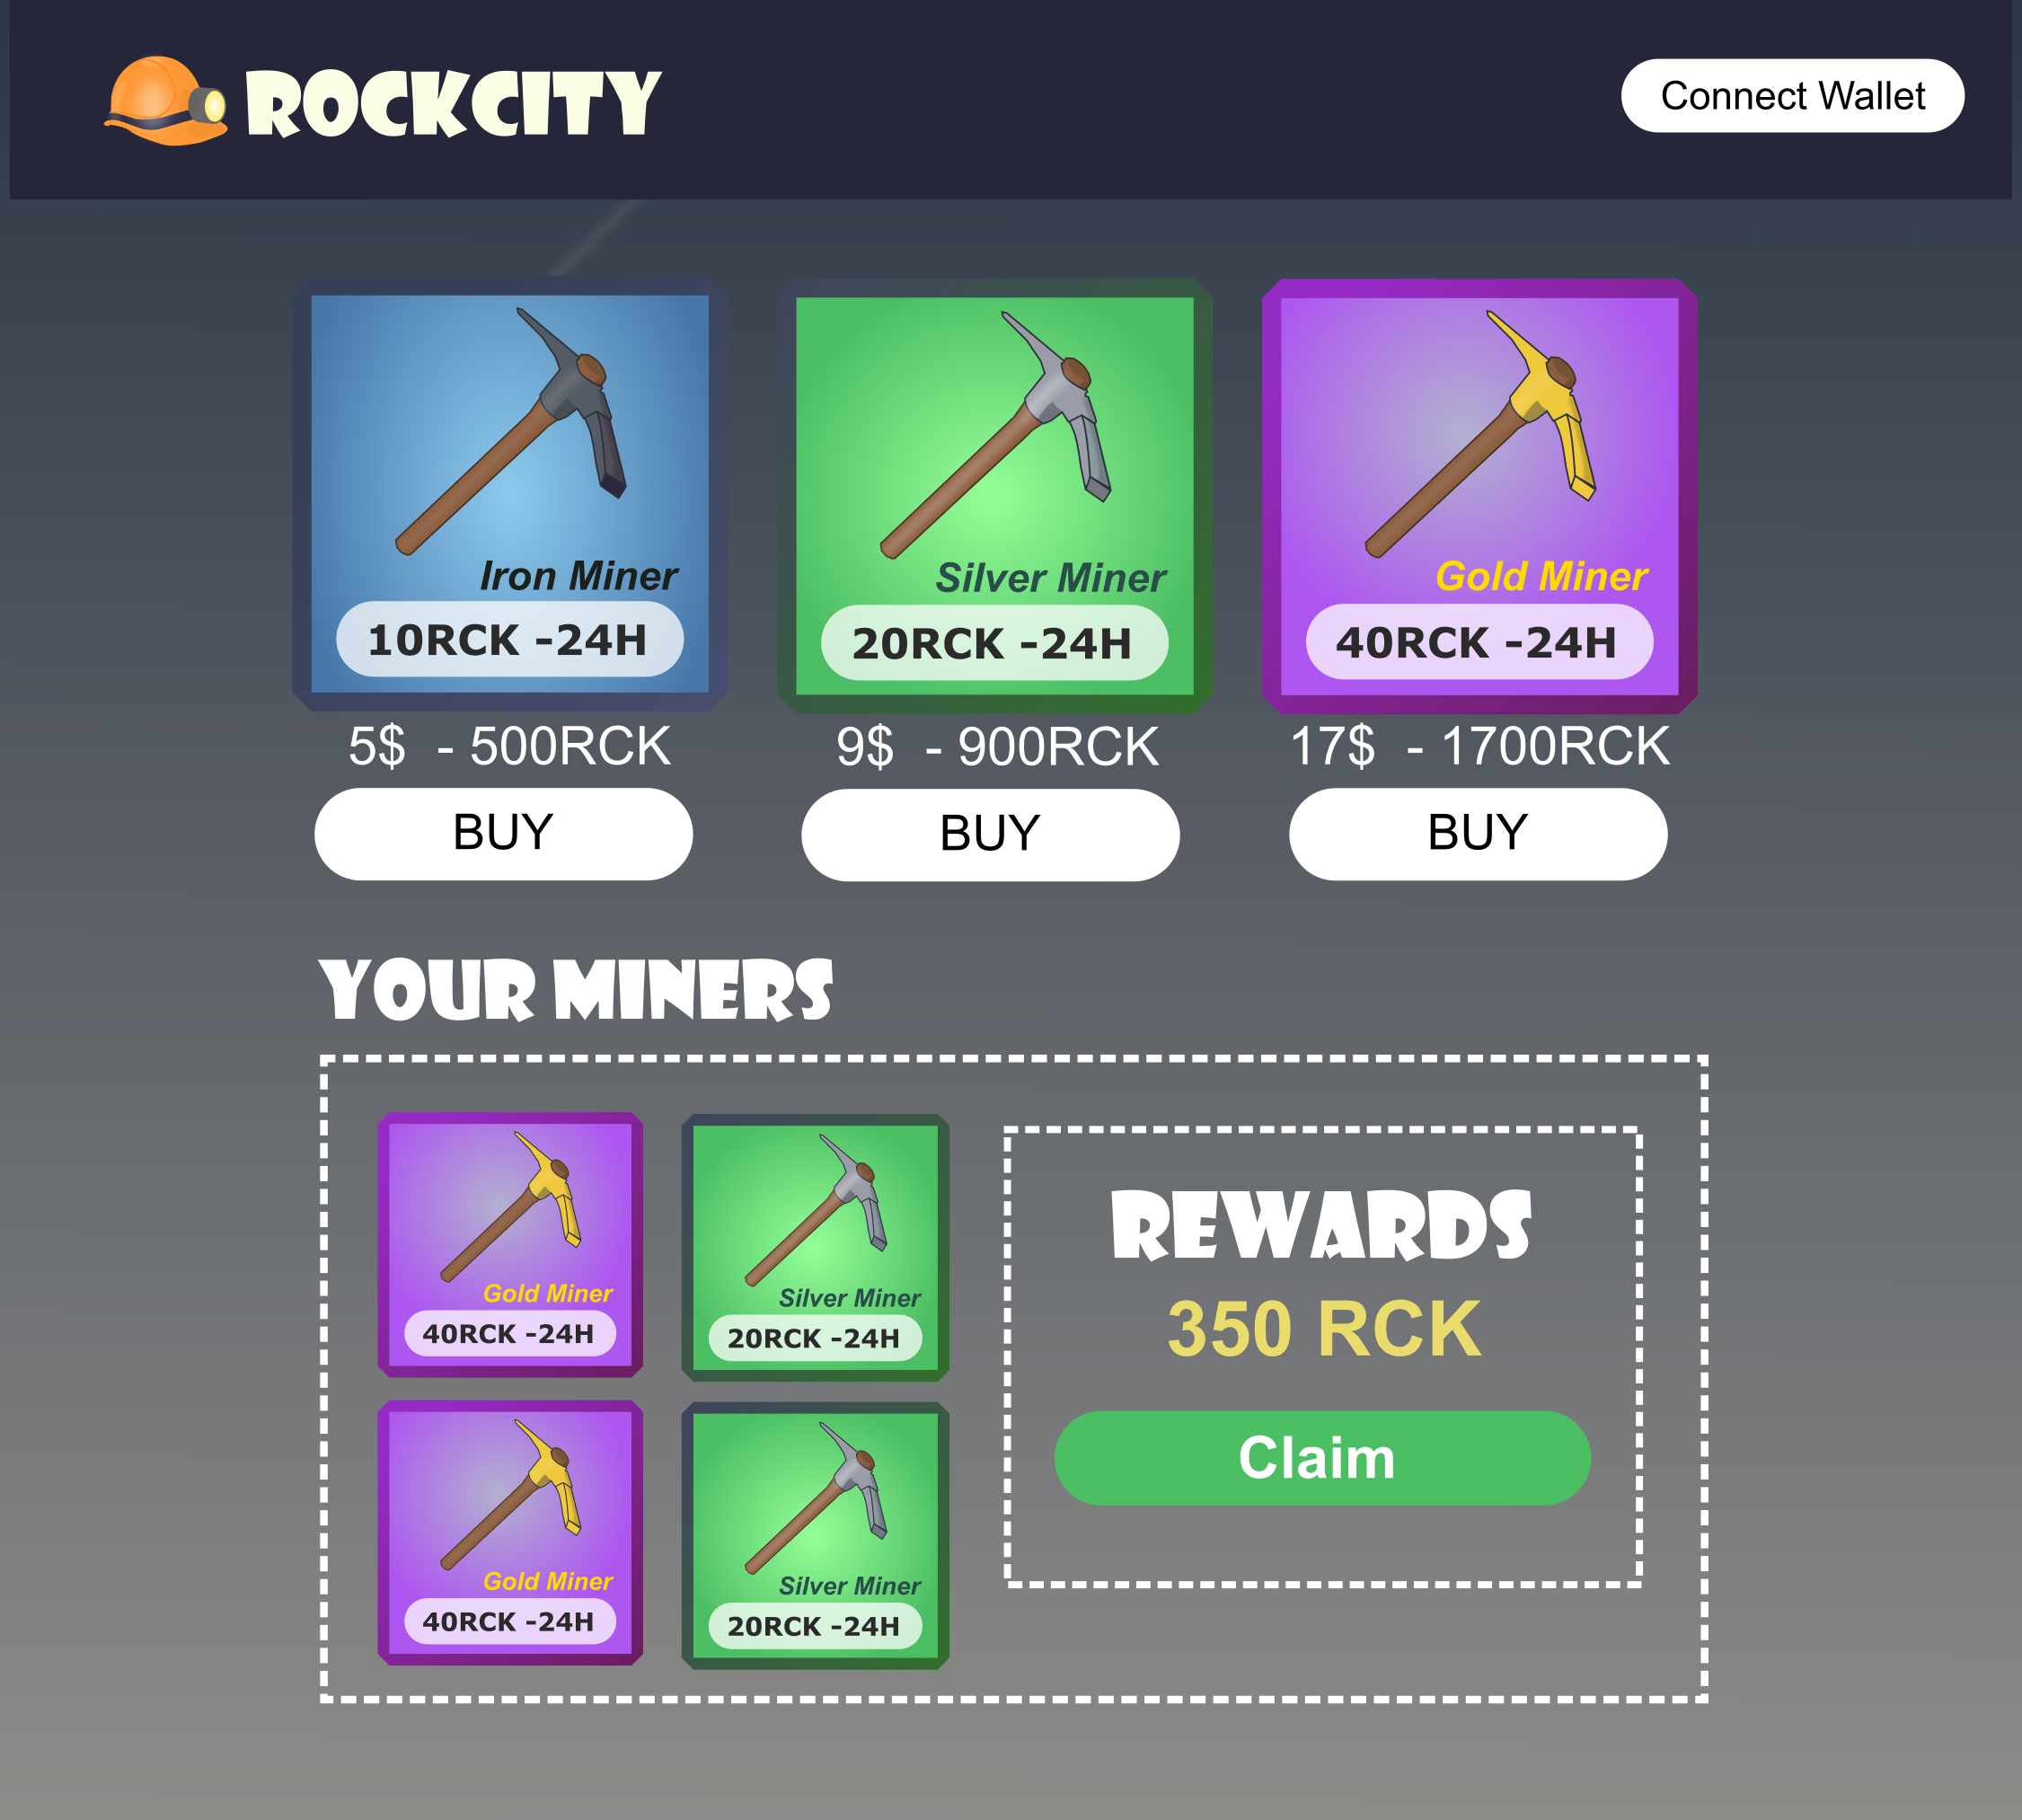 ROCKCITY
Connect Wallet
Iron Miner
10RCK -24H
5$ - 500RCK
BUY
Silver Miner
20RCK -24H
9$ - 900RCK
BUY
Gold Miner
40RCK -24H
17$ - 1700RCK
BUY
YOUR MINERS
Gold Miner
40RCK -24H
Silver Miner
20RCK -24H
Gold Miner
40RCK -24H
Silver Miner
20RCK -24H
REWARDS
350 RCK
Claim